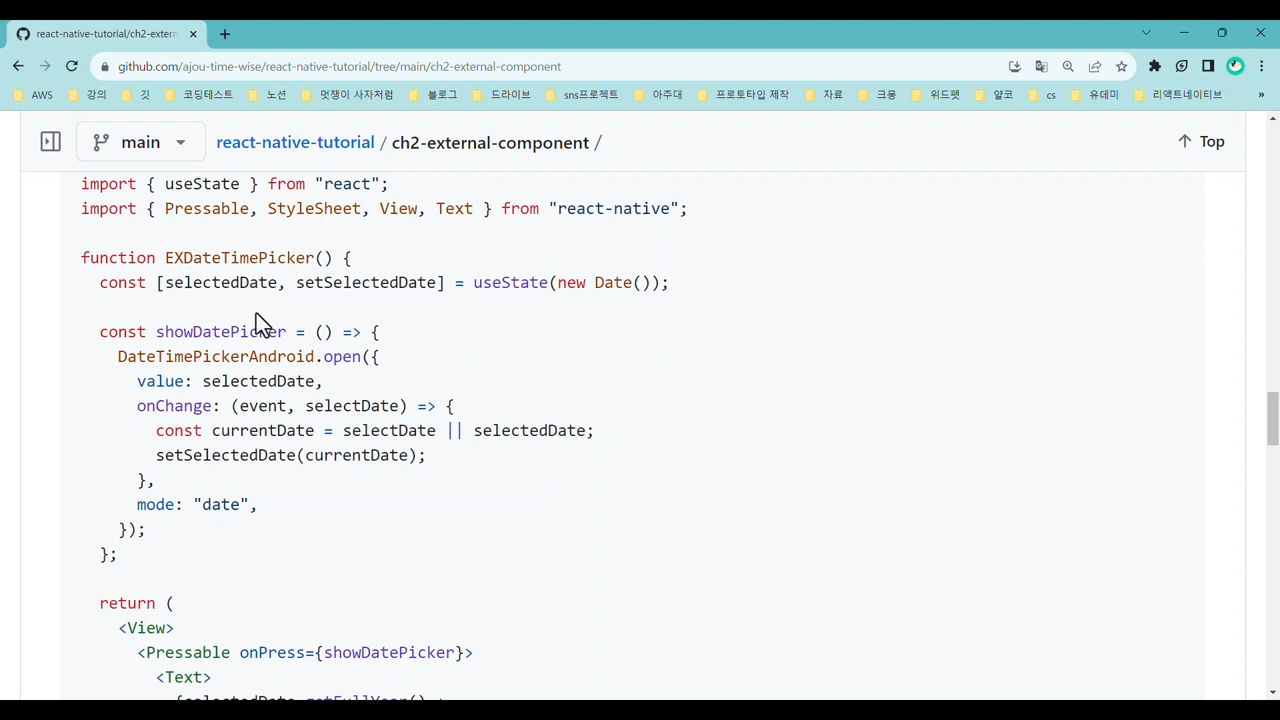 react-native-tutorial/ch2-extern
github.com/ajou-time-wise/react-native-tutorial/tree/main/ch2-external-component
AWS 강의 깃 코딩테스트 노션 멋쟁이 사자처럼 블로그 드라이브 sns프로젝트 아주대 프로토타입 제작 자료 크몽 위드펫 얄코 cs 유데미 리액트네이티브 »
main react-native-tutorial / ch2-external-component / Top
import { useState } from "react";
import { Pressable, StyleSheet, View, Text } from "react-native";
function EXDateTimePicker() {
const [selectedDate, setSelectedDate] = useState(new Date());
const showDatePicker = () => {
DateTimePickerAndroid.open({
value: selectedDate,
onChange: (event, selectDate) => {
const currentDate = selectDate || selectedDate;
setSelectedDate(currentDate);
},
mode: "date",
});
};
return (
<View>
<Pressable onPress={showDatePicker}>
<Text>
{selectedDate.getFullYear() +